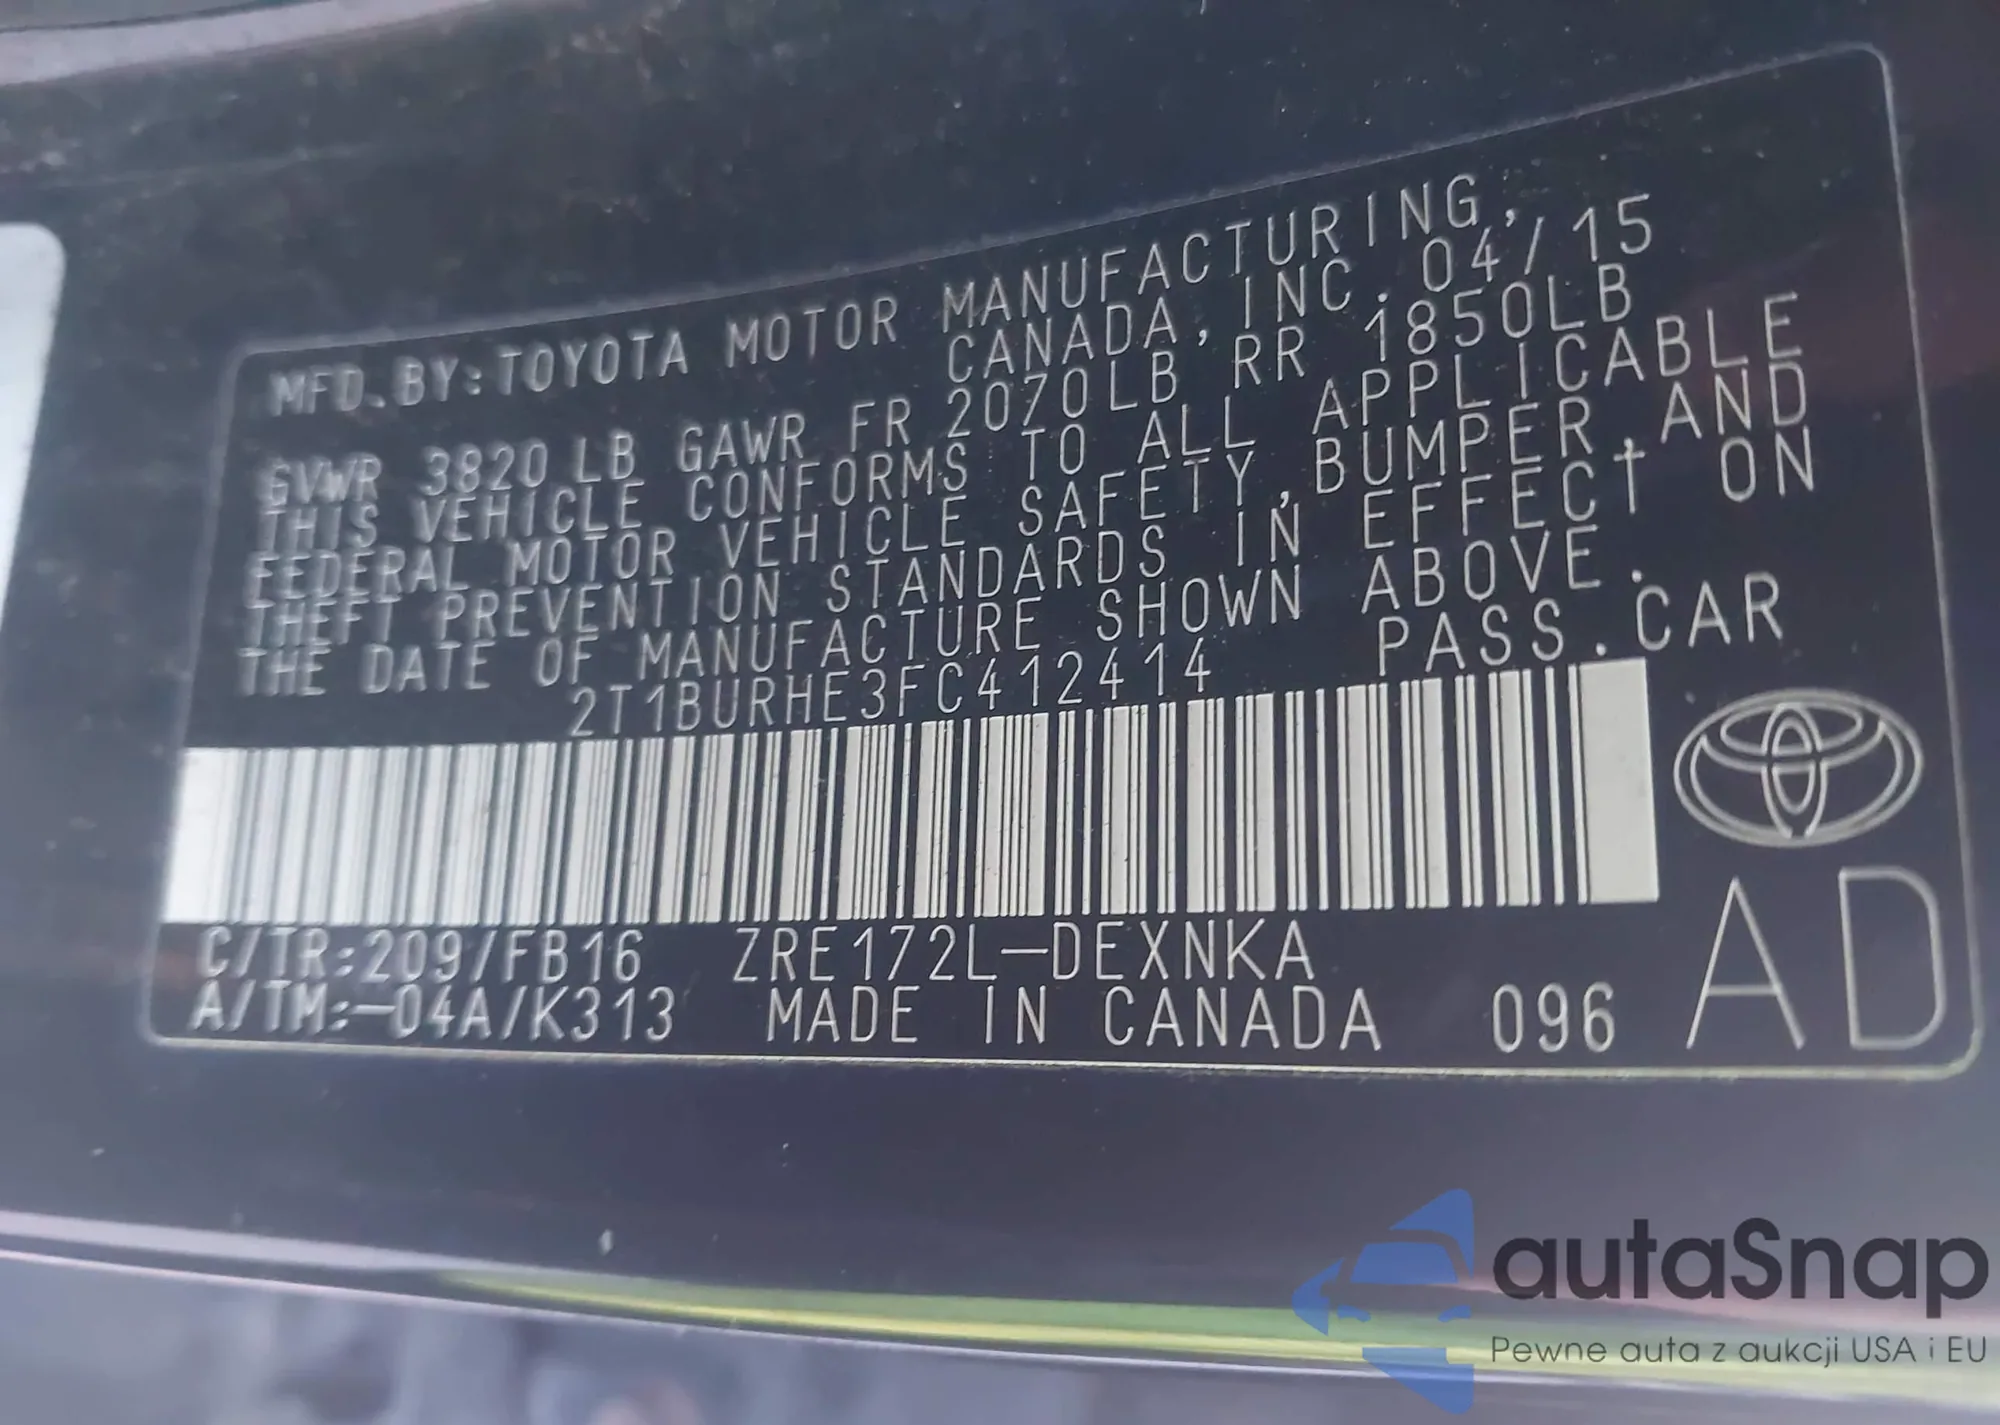 MFD. BY: TOYOTA MOTOR MANUFACTURING,
CANADA, INC. 04/15
GVWR 3820 LB GAWR FR 2070LB RR 1850LB
THIS VEHICLE CONFORMS TO ALL APPLICABLE
FEDERAL MOTOR VEHICLE SAFETY, BUMPER, AND
THEFT PREVENTION STANDARDS IN EFFECT ON
THE DATE OF MANUFACTURE SHOWN ABOVE.
2T1BURHE3FC412414 PASS. CAR
C/TR:209/FB16 ZRE172L-DEXNKA
A/TM:-04A/K313 MADE IN CANADA 096
AD
autaSnap
Pewne auta z aukcji USA i EU